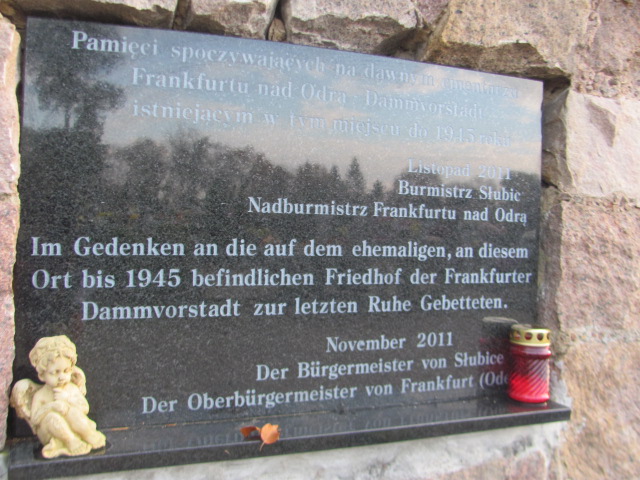 Pamięci spoczywających na dawnym cmentarzu
Frankfurtu nad Odrą - Dammvorstadt
istniejącym w tym miejscu do 1945 roku
Listopad 2011
Burmistrz Słubic
Nadburmistrz Frankfurtu nad Odrą
Im Gedenken an die auf dem ehemaligen, an diesem
Ort bis 1945 befindlichen Friedhof der Frankfurter
Dammvorstadt zur letzten Ruhe Gebetteten.
November 2011
Der Bürgermeister von Słubice
Der Oberbürgermeister von Frankfurt (Ode